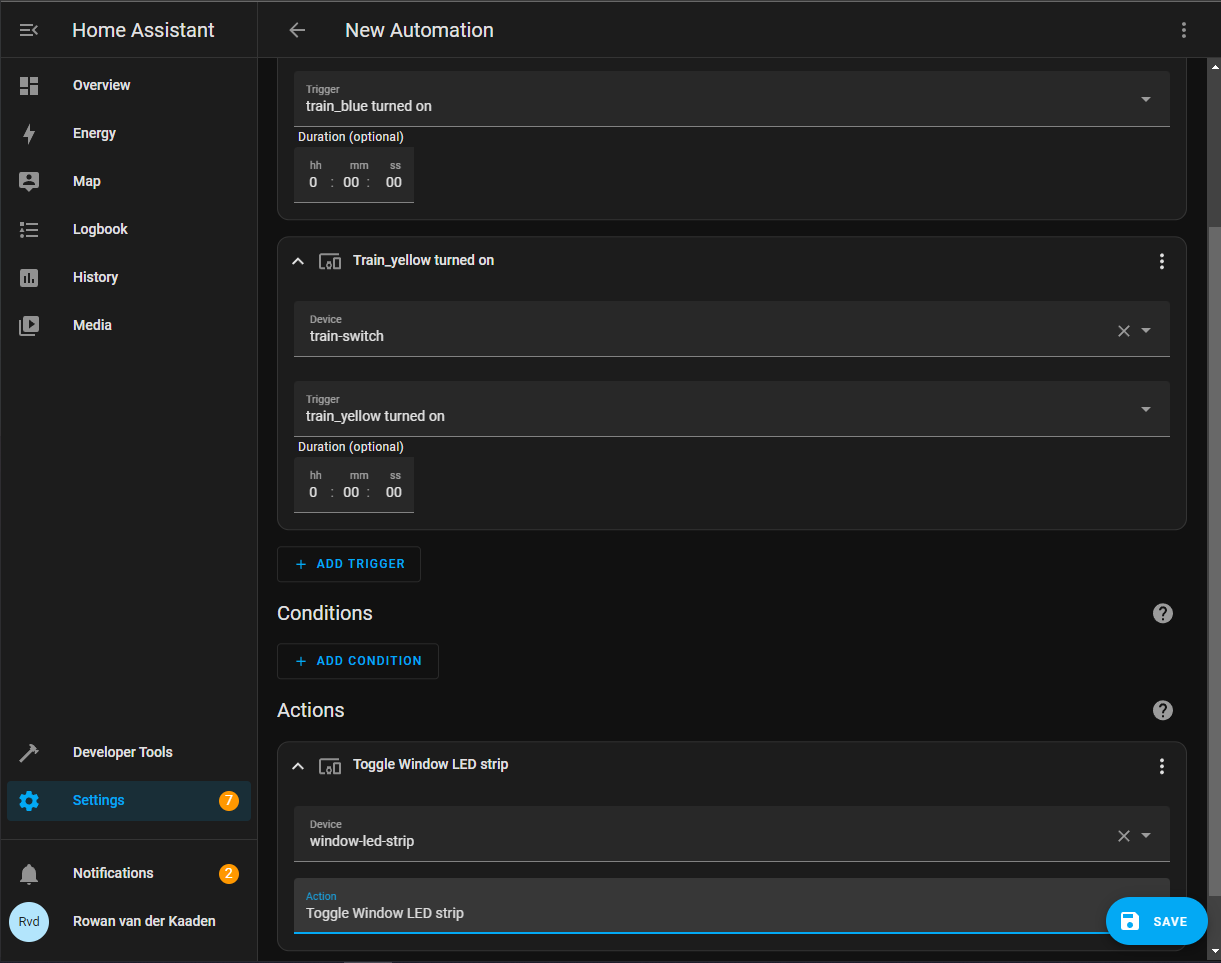 Home Assistant
New Automation
Overview
Energy
Map
Logbook
History
Media
Developer Tools
Settings
7
Notifications
2
Rvd
Rowan van der Kaaden
Trigger
train_blue turned on
Duration (optional)
hh mm ss
0 : 00 : 00
Train_yellow turned on
Device
train-switch
Trigger
train_yellow turned on
Duration (optional)
hh mm ss
0 : 00 : 00
+ ADD TRIGGER
Conditions
?
+ ADD CONDITION
Actions
?
Toggle Window LED strip
Device
window-led-strip
Action
Toggle Window LED strip
SAVE